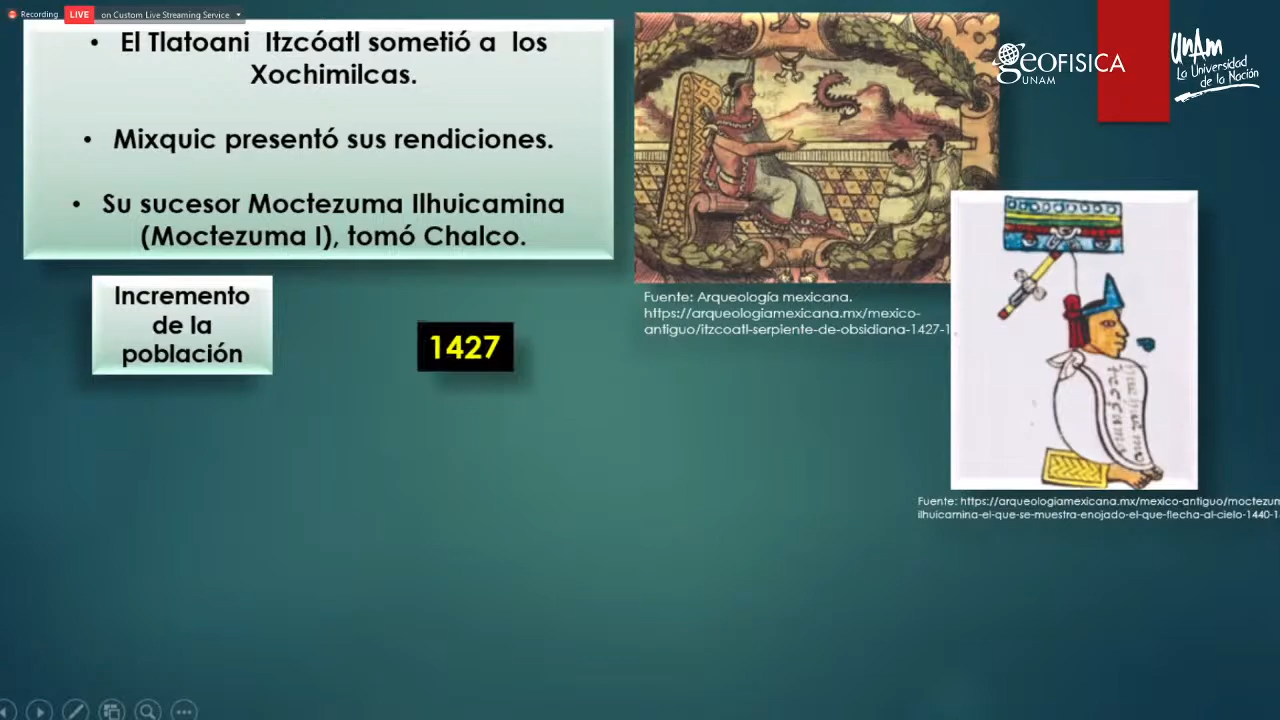 Recording
LIVE
on Custom Live Streaming Service
• El Tlatoani Itzcóatl sometió a los
Xochimilcas.
• Mixquic presentó sus rendiciones.
• Su sucesor Moctezuma Ilhuicamina
(Moctezuma I), tomó Chalco.
Incremento
de la
población
1427
Fuente: Arqueología mexicana.
https://arqueologiamexicana.mx/mexico-
antiguo/itzcoatl-serpiente-de-obsidiana-1427-1
GEOFISICA
UNAM
UNAM
La Universidad
de la Nación
Fuente: https://arqueologiamexicana.mx/mexico-antiguo/moctezum
ilhuicamina-el-que-se-muestra-enojado-el-que-flecha-al-cielo-1440-1